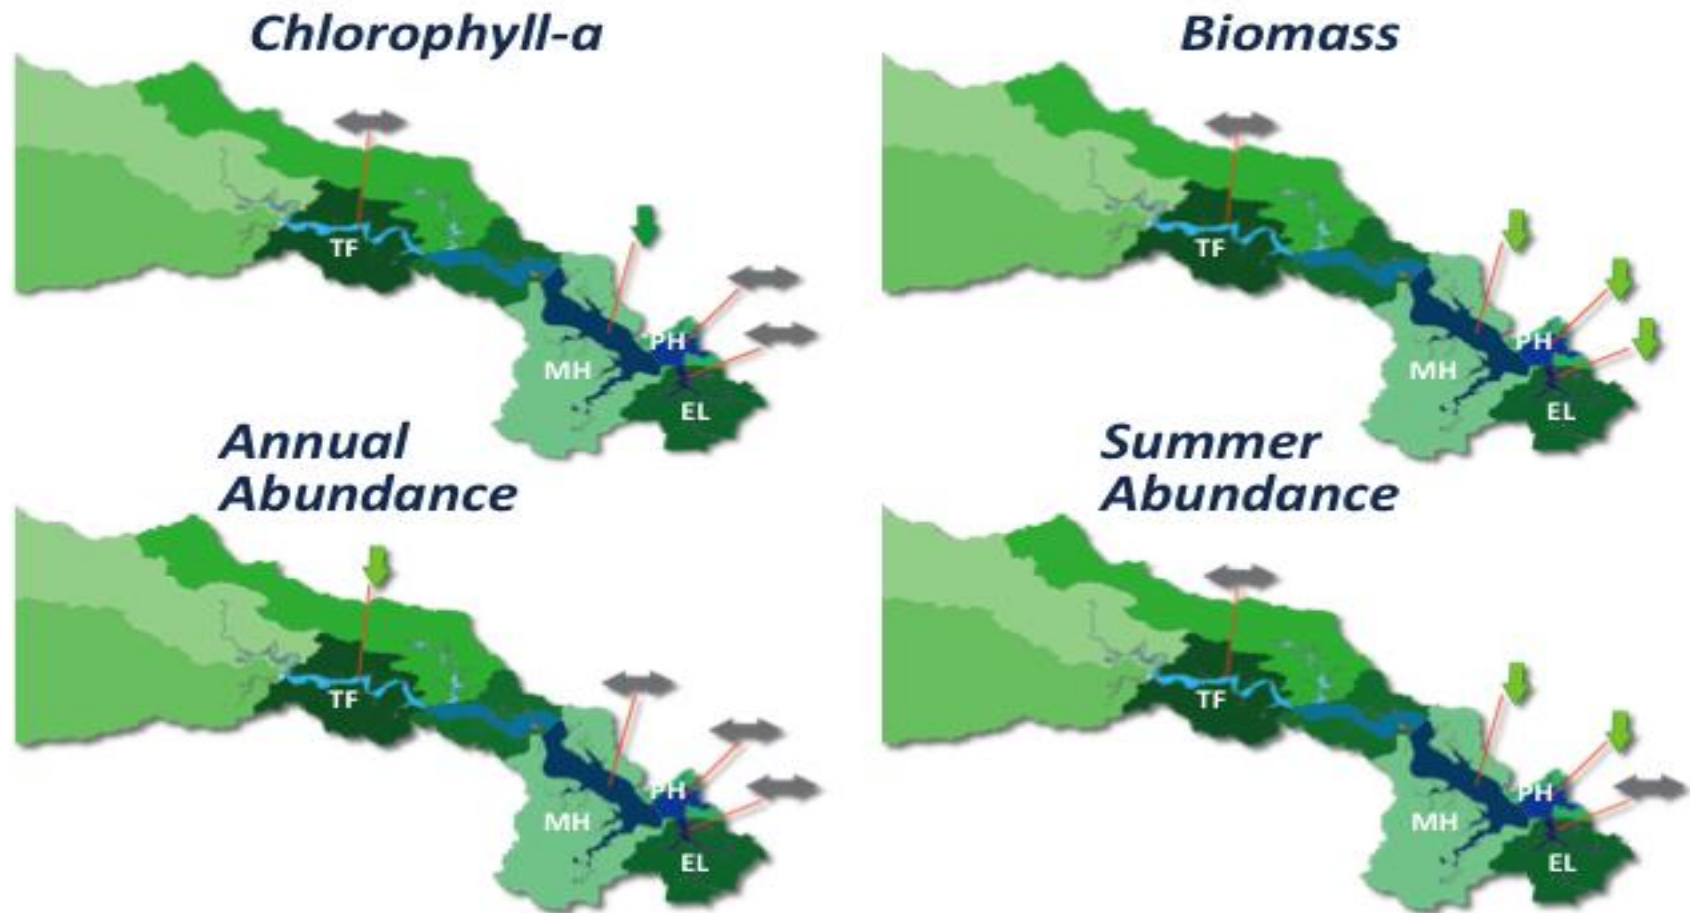 Chlorophyll-a
Biomass
TF
PH
MH
EL
TF
PH
MH
EL
Annual
Abundance
Summer
Abundance
TF
PH
MH
EL
TF
PH
MH
EL